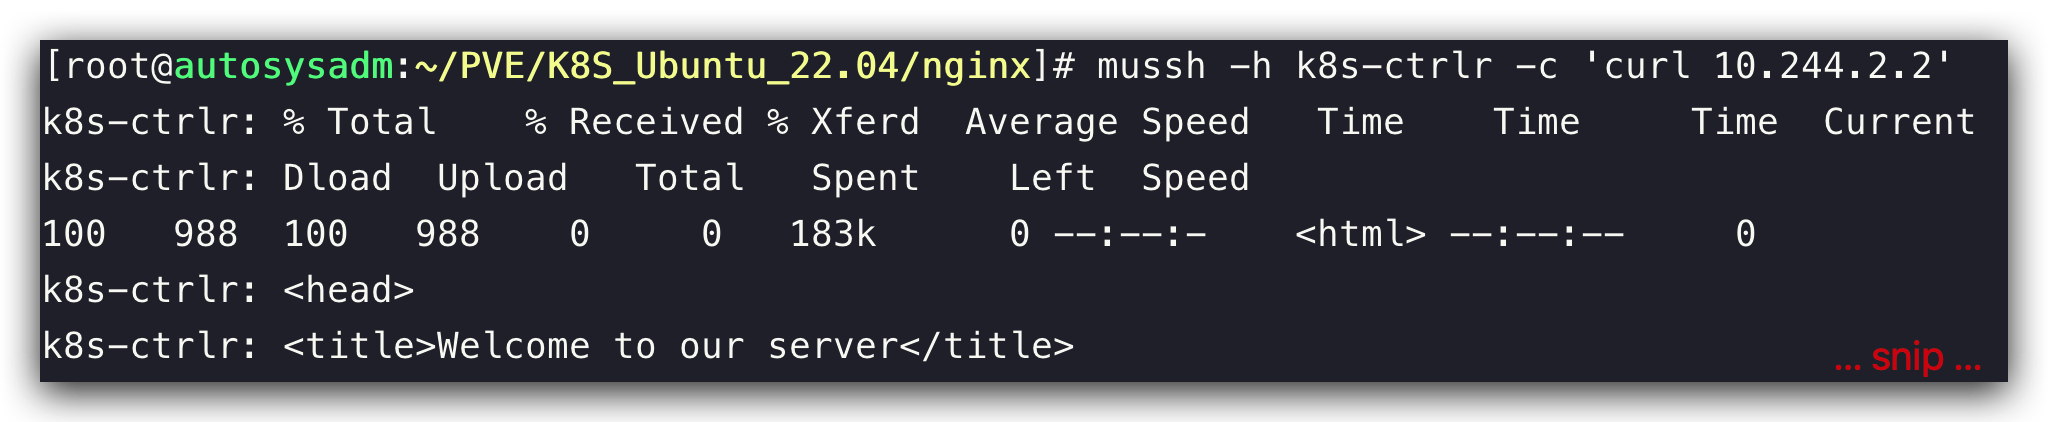 [root@autosysadm:~/PVE/K8S_Ubuntu_22.04/nginx]# mussh -h k8s-ctrlr -c 'curl 10.244.2.2'
k8s-ctrlr: % Total    % Received % Xferd  Average Speed   Time    Time     Time  Current
k8s-ctrlr: Dload  Upload   Total   Spent    Left  Speed
100   988  100   988    0     0   183k      0 --:--:-    <html> --:--:--     0
k8s-ctrlr: <head>
k8s-ctrlr: <title>Welcome to our server</title>
... snip ...